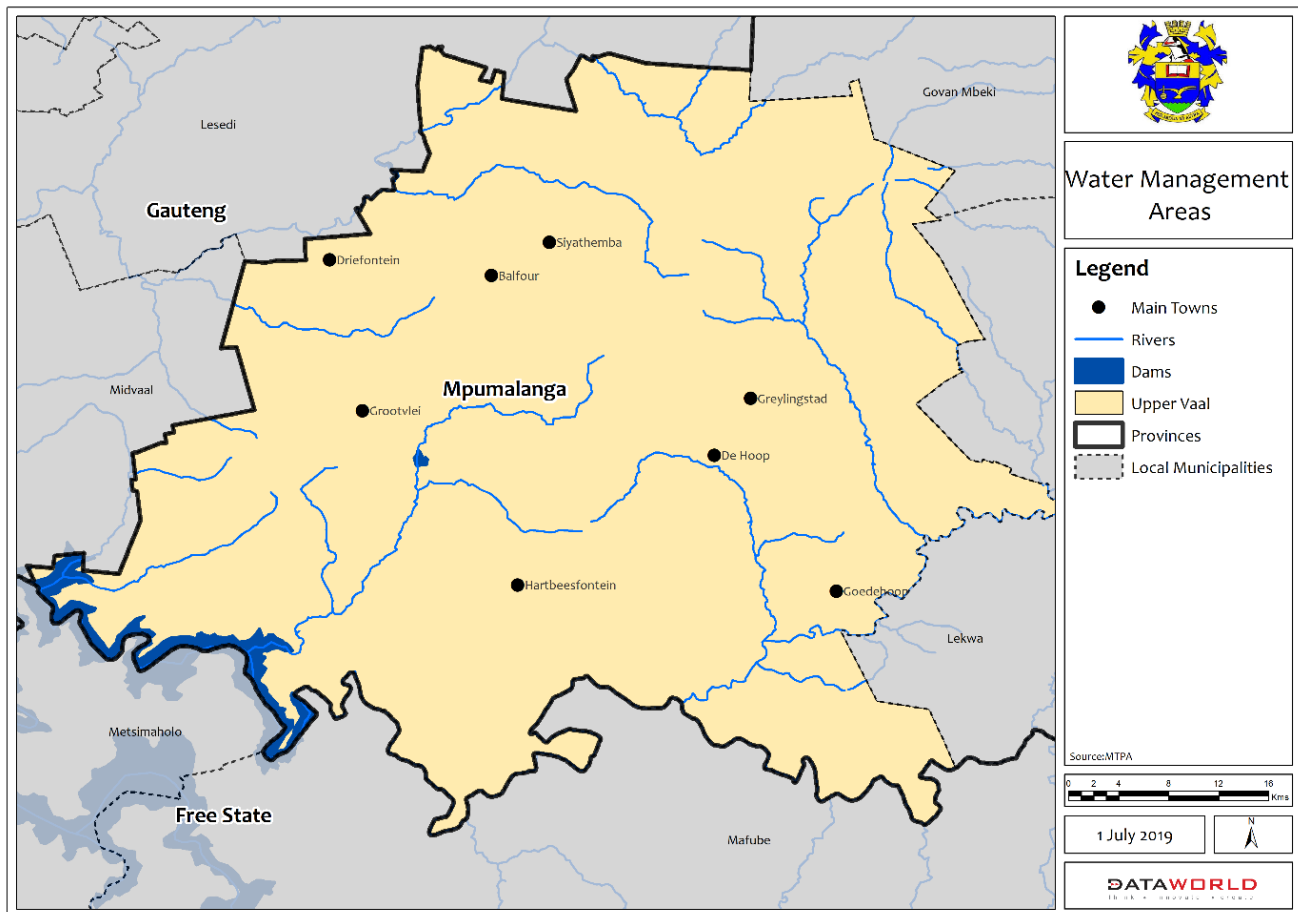 Govan Mbeki
Lesedi
Gauteng
Siyathemba
Driefontein
Balfour
Midvaal
Mpumalanga
Greylingstad
Grootvlei
De Hoop
Hartbeesfontein
Goedehoop
Lekwa
Metsimaholo
Free State
Mafube
Water Management
Areas
Legend
Main Towns
Rivers
Dams
Upper Vaal
Provinces
Local Municipalities
Source:MTPA
0 2 4 8 12 16
Kms
1 July 2019
N
DATAWORLD